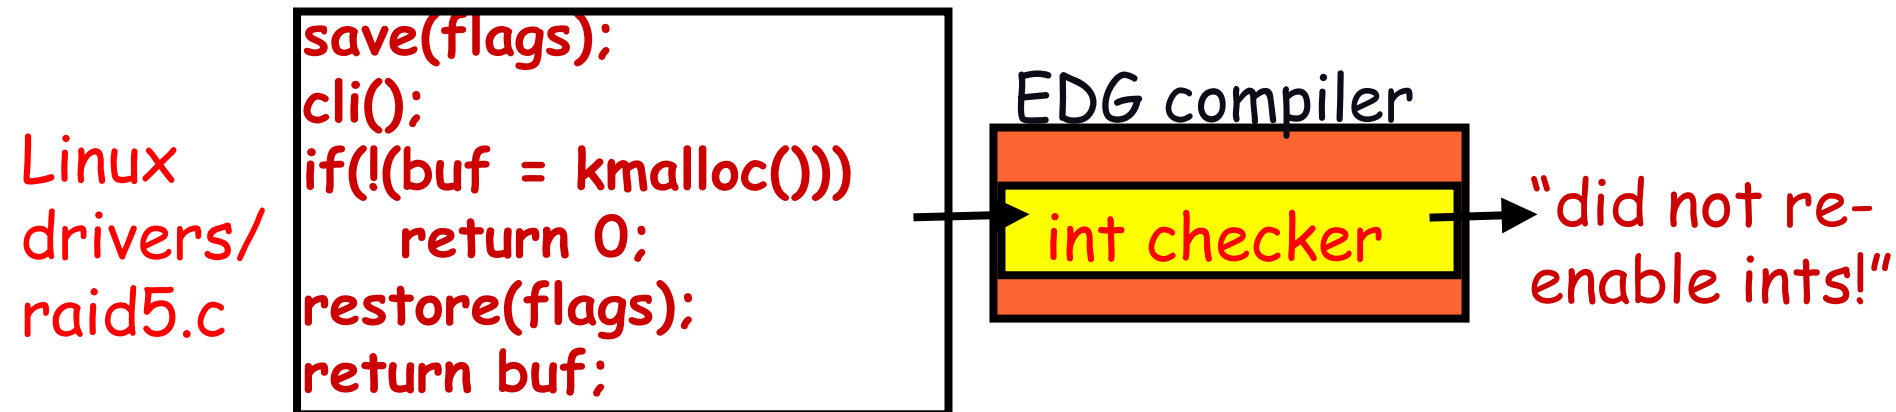 Linux
drivers/
raid5.c
save(flags);
cli();
if(!(buf = kmalloc()))
return 0;
restore(flags);
return buf;
EDG compiler
int checker
“did not re-
enable ints!”